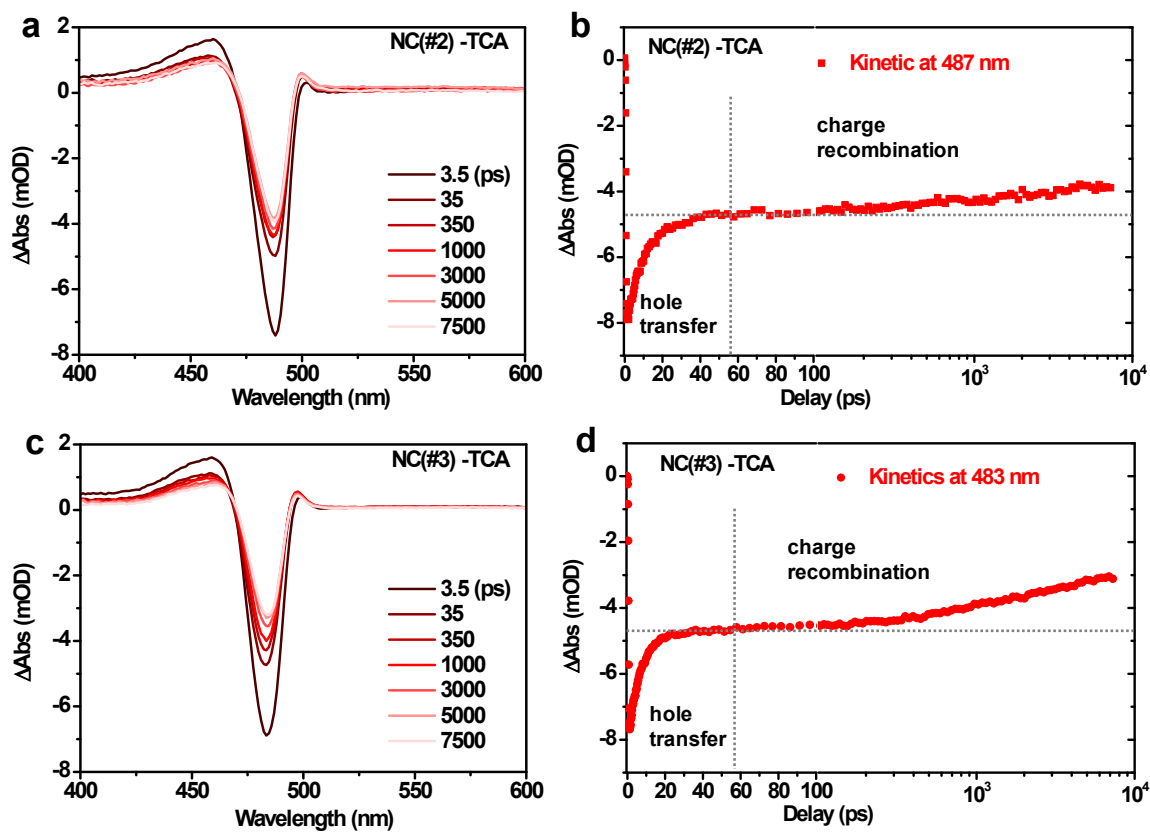 a
NC(#2) -TCA
ΔAbs (mOD)
2
0
-2
-4
-6
-8
3.5 (ps)
35
350
1000
3000
5000
7500
400
450
500
550
600
Wavelength (nm)
b
NC(#2) -TCA
Kinetic at 487 nm
charge
recombination
hole
transfer
ΔAbs (mOD)
0
-2
-4
-6
-8
0
20
40
60
80
100
10³
10⁴
Delay (ps)
c
NC(#3) -TCA
ΔAbs (mOD)
2
0
-2
-4
-6
-8
3.5 (ps)
35
350
1000
3000
5000
7500
400
450
500
550
600
Wavelength (nm)
d
NC(#3) -TCA
Kinetics at 483 nm
charge
recombination
hole
transfer
ΔAbs (mOD)
0
-2
-4
-6
-8
0
20
40
60
80
100
10³
10⁴
Delay (ps)